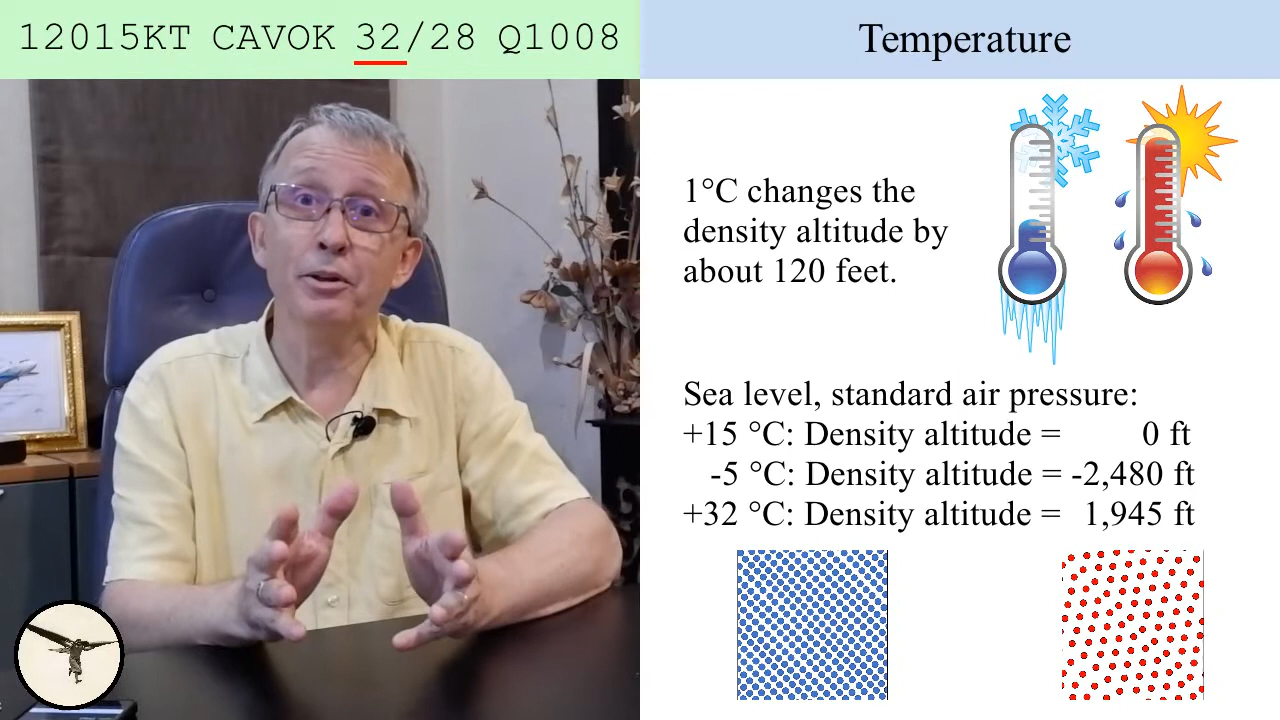 12015KT CAVOK 32/28 Q1008
Temperature
1°C changes the
density altitude by
about 120 feet.
Sea level, standard air pressure:
+15 °C: Density altitude = 0 ft
-5 °C: Density altitude = -2,480 ft
+32 °C: Density altitude = 1,945 ft